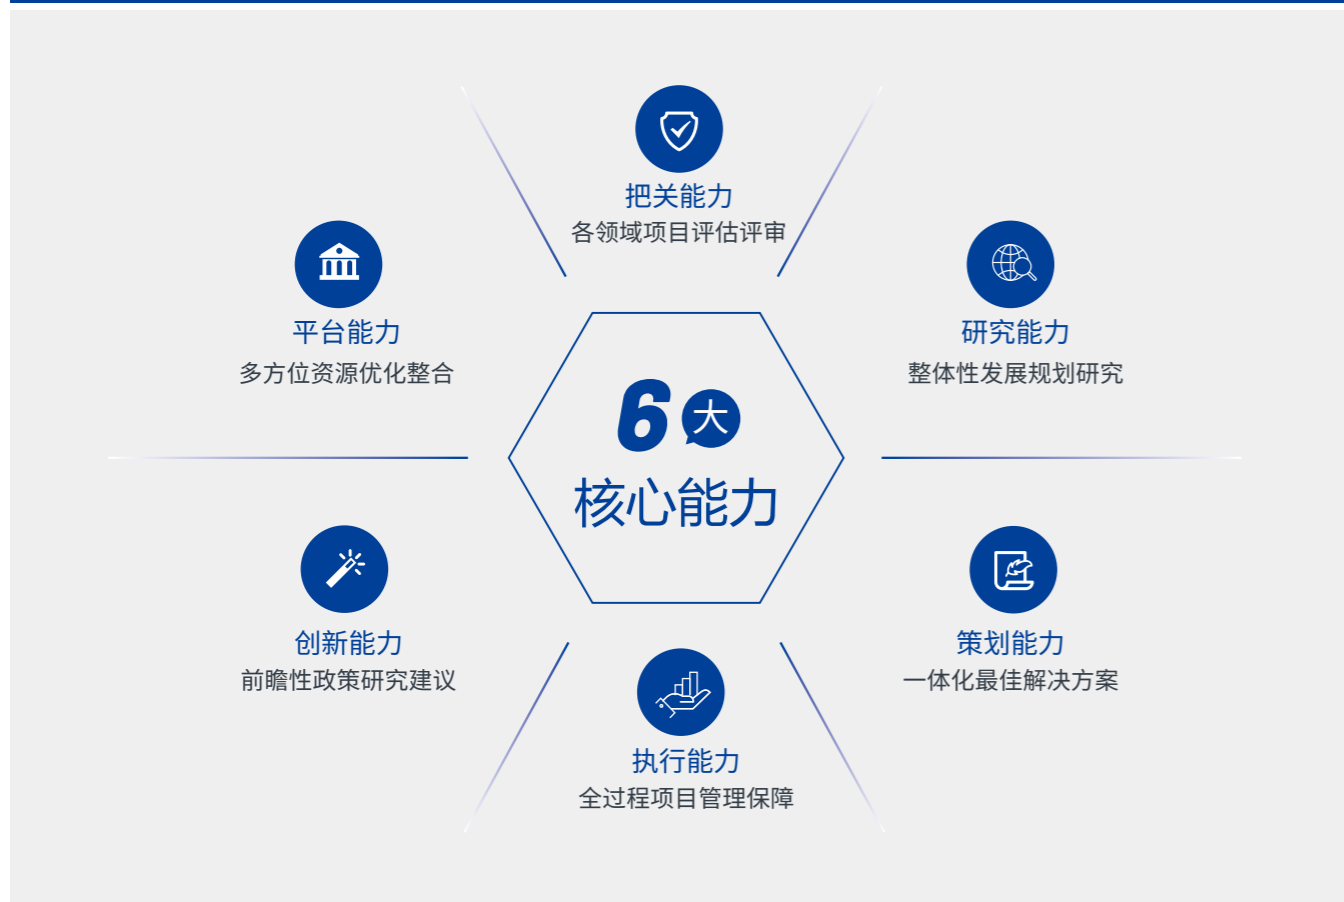 把关能力
各领域项目评估评审
平台能力
多方位资源优化整合
研究能力
整体性发展规划研究
6大
核心能力
创新能力
前瞻性政策研究建议
策划能力
一体化最佳解决方案
执行能力
全过程项目管理保障